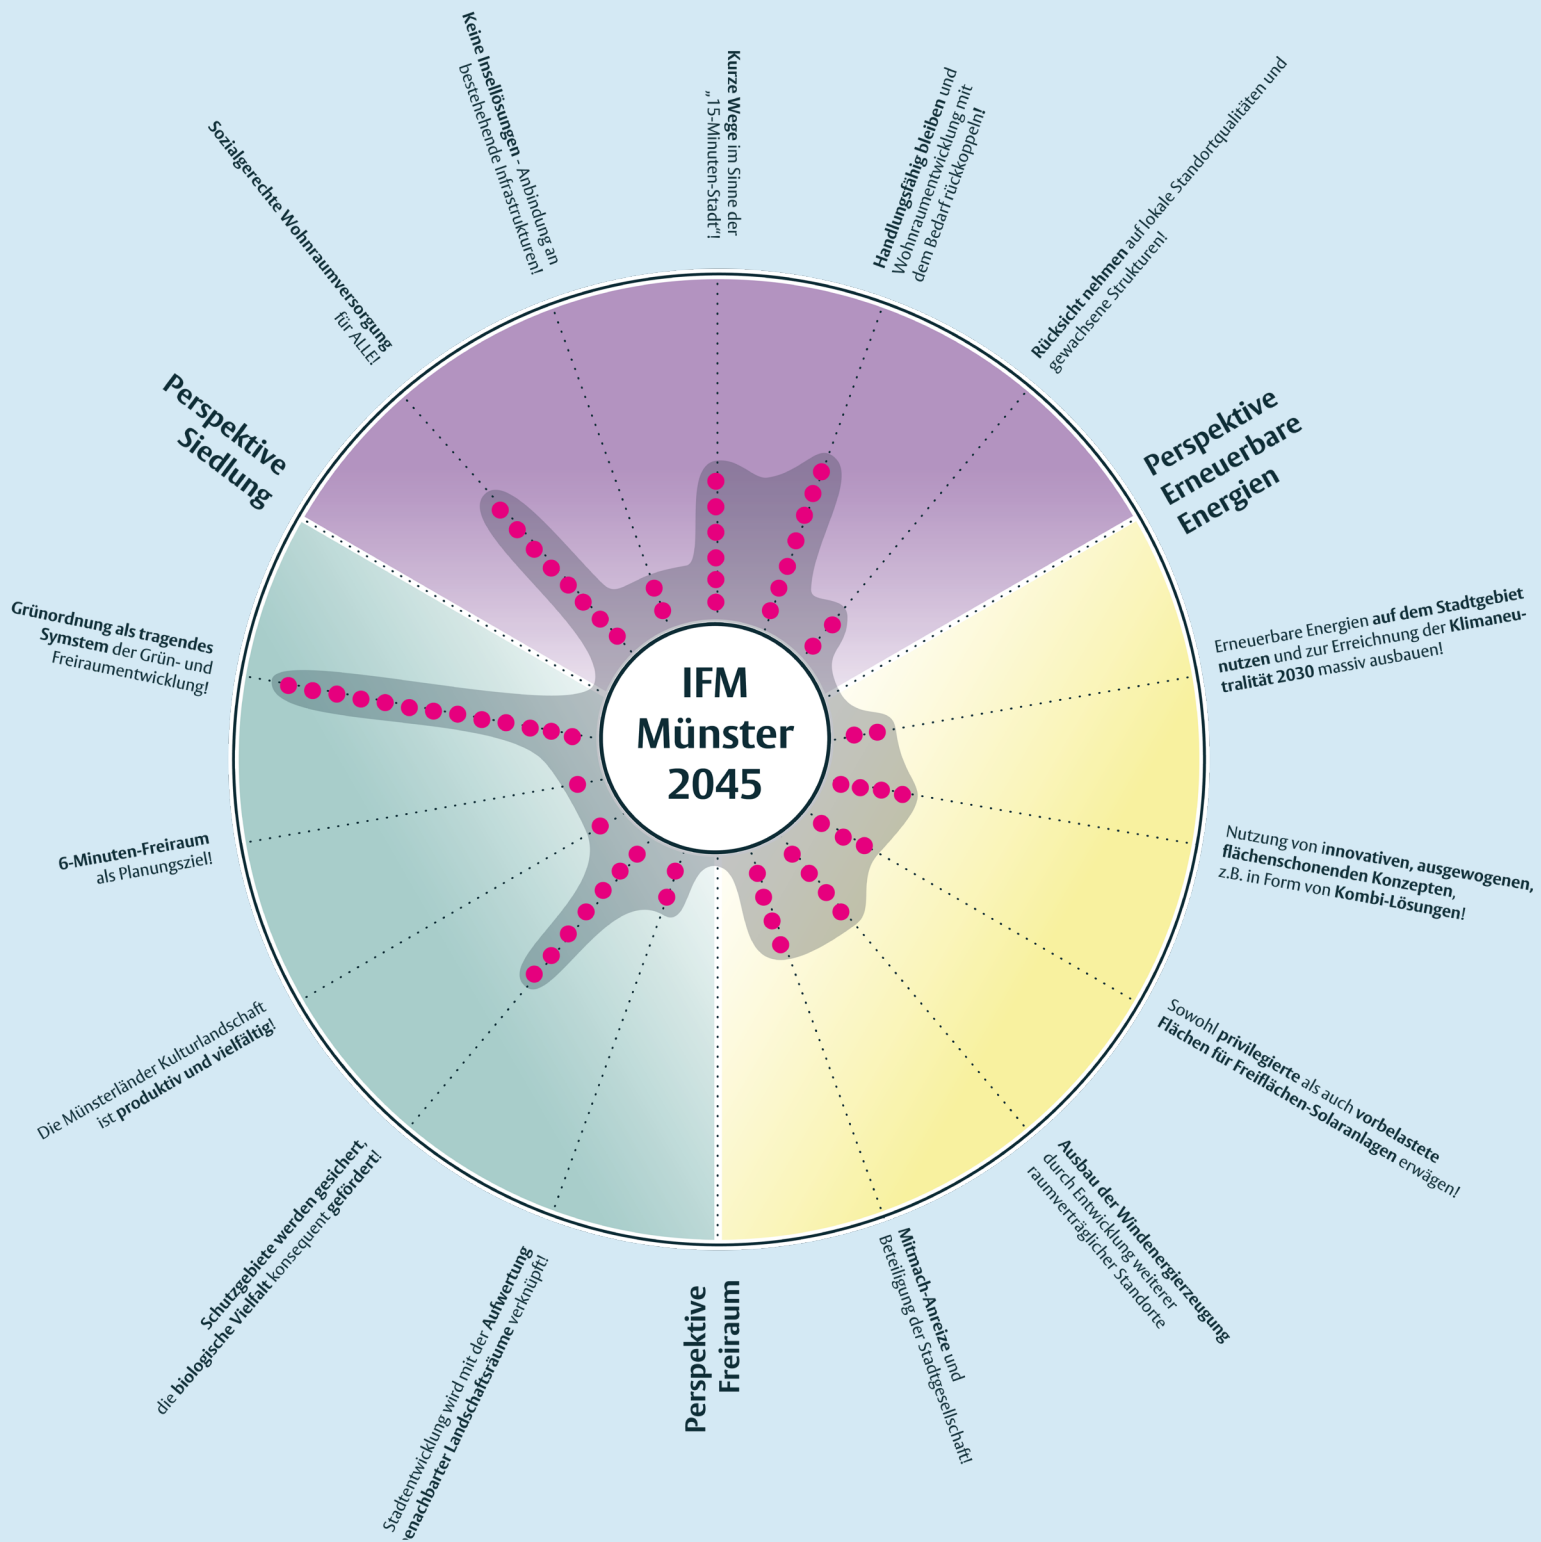 IFM
Münster
2045
Perspektive
Siedlung
Sozialgerechte Wohnraumversorgung
für ALLE!
Keine Insellösungen - Anbindung an
bestehende Infrastrukturen!
Kurze Wege im Sinne der
„15-Minuten-Stadt“!
Handlungsfähig bleiben und
Wohnraumentwicklung mit
dem Bedarf rückkoppeln!
Rücksicht nehmen auf lokale Standortqualitäten und
gewachsene Strukturen!
Perspektive
Erneuerbare
Energien
Erneuerbare Energien auf dem Stadtgebiet
nutzen und zur Erreichnung der Klimaneu-
tralität 2030 massiv ausbauen!
Nutzung von innovativen, ausgewogenen,
flächenschonenden Konzepten,
z.B. in Form von Kombi-Lösungen!
Sowohl privilegierte als auch vorbelastete
Flächen für Freiflächen-Solaranlagen erwägen!
Ausbau der Windenergierzeugung
durch Entwicklung weiterer
raumverträglicher Standorte
Mitmach-Anreize und
Beteiligung der Stadtgesellschaft!
Perspektive
Freiraum
Stadtentwicklung wird mit der Aufwertung
Landschaftsräume verknüpft!
Schutzgebiete werden gesichert,
die biologische Vielfalt konsequent gefördert!
Die Münsterländer Kulturlandschaft
ist produktiv und vielfältig!
6-Minuten-Freiraum
als Planungsziel!
Grünordnung als tragendes
Symstem der Grün- und
Freiraumentwicklung!